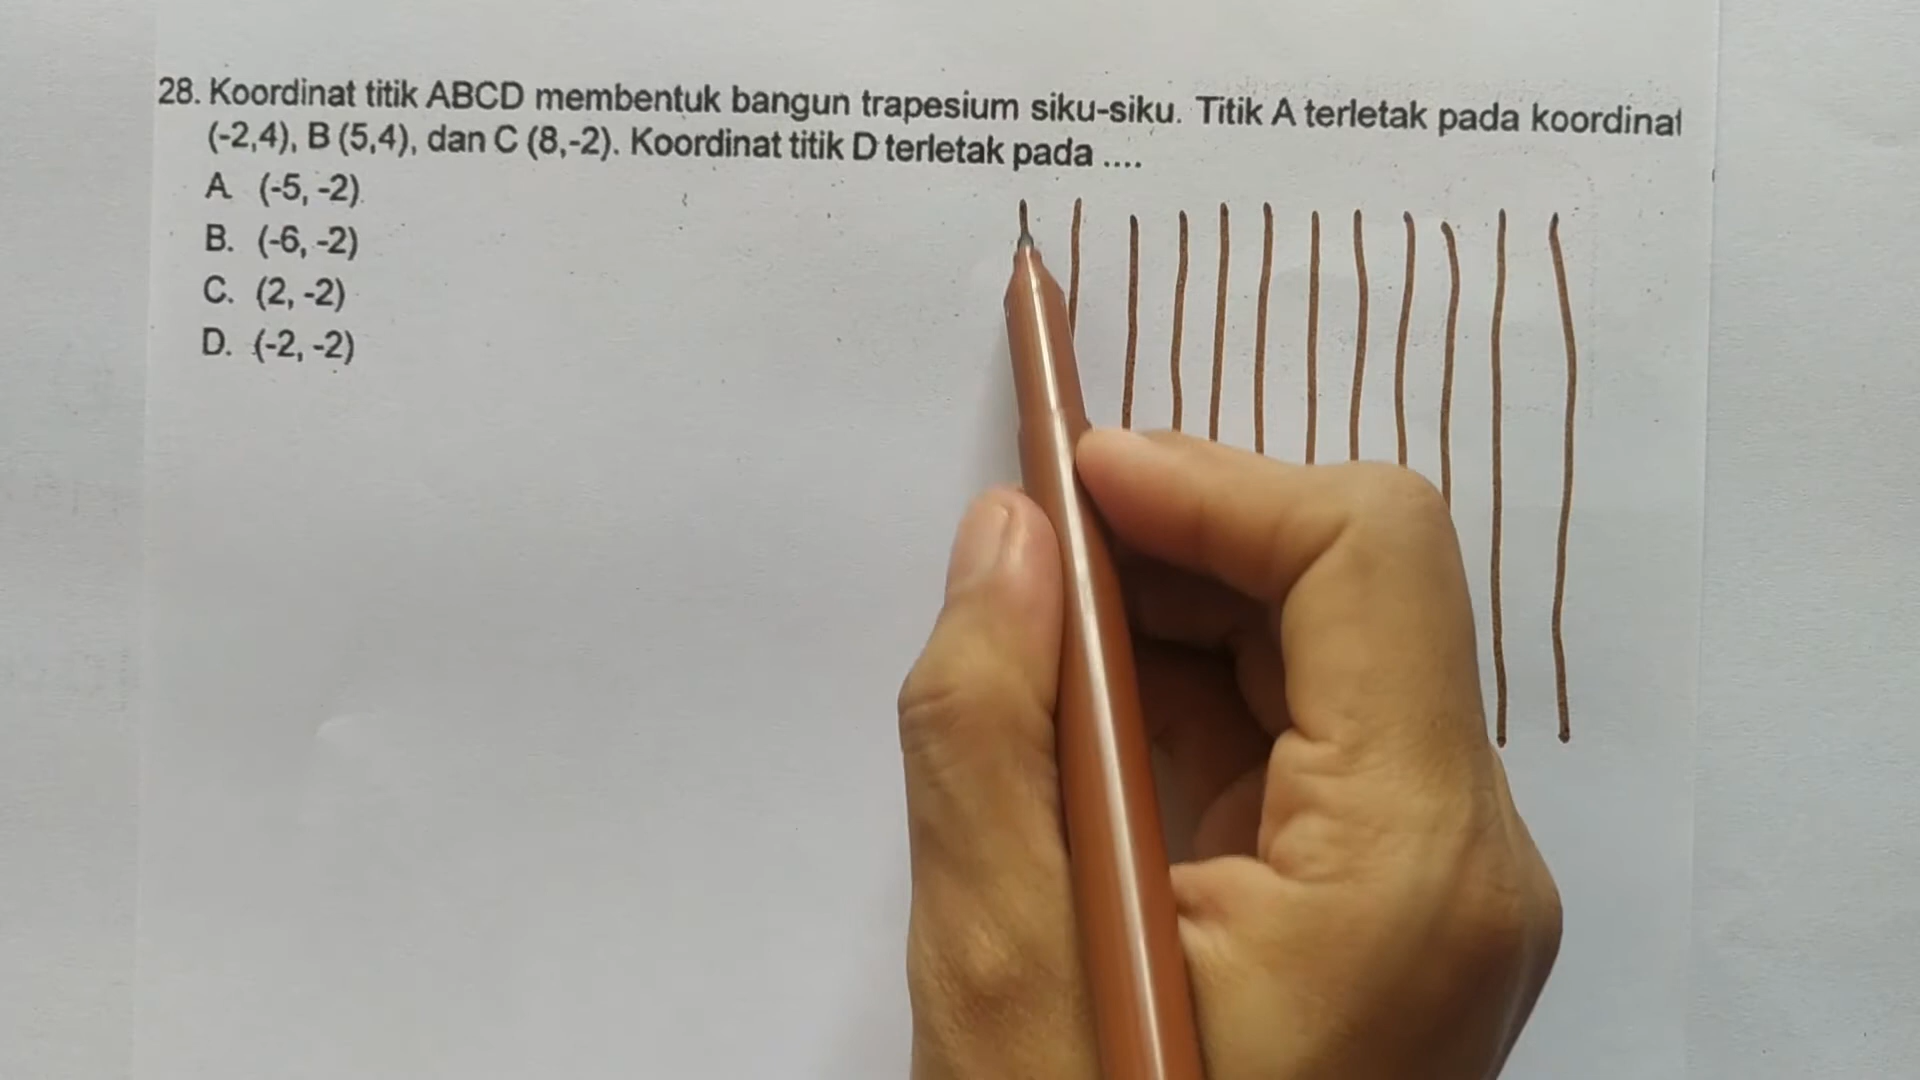 28. Koordinat titik ABCD membentuk bangun trapesium siku-siku. Titik A terletak pada koordinat
(-2,4), B (5,4), dan C (8,-2). Koordinat titik D terletak pada ....
A (-5, -2)
B. (-6, -2)
C. (2, -2)
D. (-2, -2)